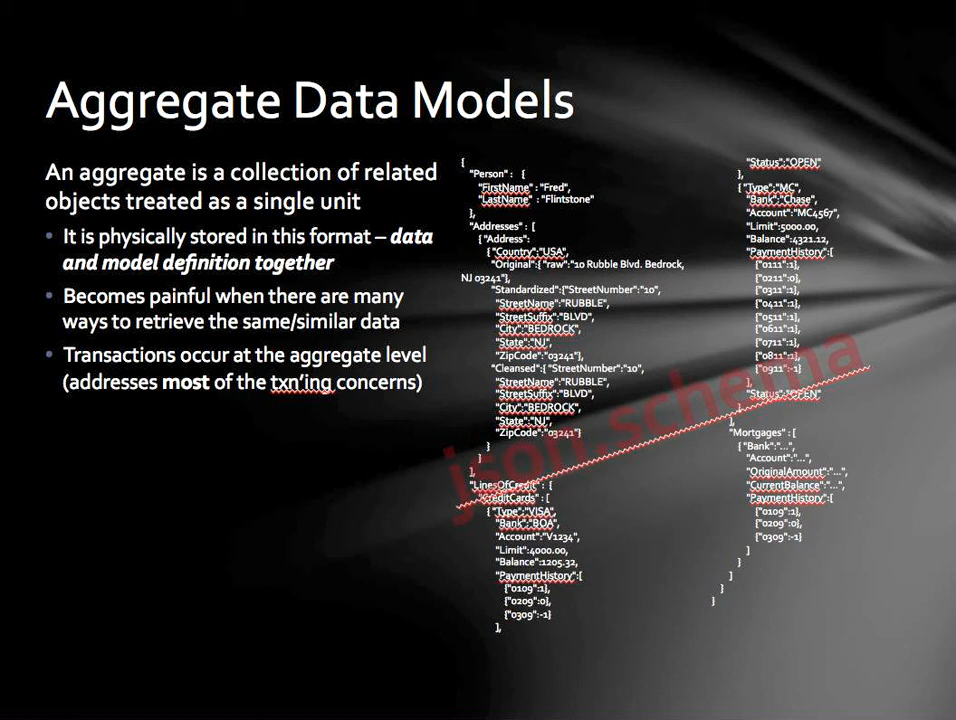 Aggregate Data Models
An aggregate is a collection of related
objects treated as a single unit
• It is physically stored in this format – data
and model definition together
• Becomes painful when there are many
ways to retrieve the same/similar data
• Transactions occur at the aggregate level
(addresses most of the txn'ing concerns)
{
"Person" : {
"FirstName" : "Fred",
"LastName" : "Flintstone"
},
"Addresses" : [
{ "Address":
{ "Country":"USA",
"Original":{ "raw":"10 Rubble Blvd. Bedrock,
NJ 03241"},
"Standardized":{"StreetNumber":"10",
"StreetName":"RUBBLE",
"StreetSuffix":"BLVD",
"City":"BEDROCK",
"State":"NJ",
"ZipCode":"03241"},
"Cleansed":{ "StreetNumber":"10",
"StreetName":"RUBBLE",
"StreetSuffix":"BLVD",
"City":"BEDROCK",
"State":"NJ",
"ZipCode":"03241"}
}
}
],
"LinesOfCredit" : {
"CreditCards" : [
{ "Type":"VISA",
"Bank":"BOA",
"Account":"V1234",
"Limit":4000.00,
"Balance":1205.32,
"PaymentHistory":[
{"0109":1},
{"0209":0},
{"0309":-1}
],
"Status":"OPEN"
},
{ "Type":"MC",
"Bank":"Chase",
"Account":"MC4567",
"Limit":5000.00,
"Balance":4321.12,
"PaymentHistory":[
{"0111":1},
{"0211":0},
{"0311":1},
{"0411":1},
{"0511":1},
{"0611":1},
{"0711":1},
{"0811":1},
{"0911":-1}
],
"Status":"OPEN"
}
],
"Mortgages" : [
{ "Bank":"...",
"Account":"...",
"OriginalAmount":"...",
"CurrentBalance":"...",
"PaymentHistory":[
{"0109":1},
{"0209":0},
{"0309":-1}
]
}
]
}
}
json.schema